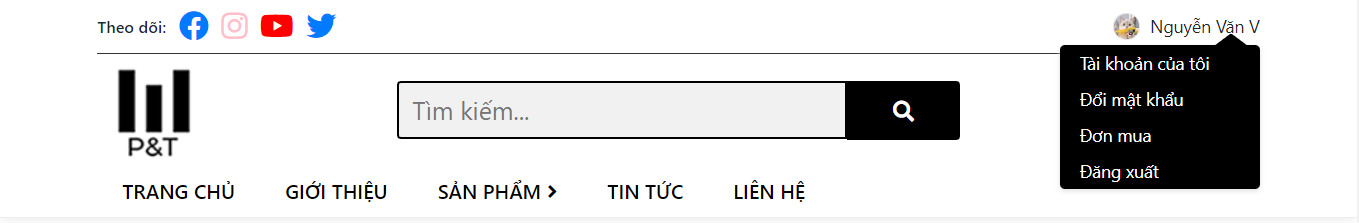 Theo dõi:
Nguyễn Văn V
Tài khoản của tôi
Đổi mật khẩu
Đơn mua
Đăng xuất
P&T
Tìm kiếm...
TRANG CHỦ GIỚI THIỆU SẢN PHẨM TIN TỨC LIÊN HỆ